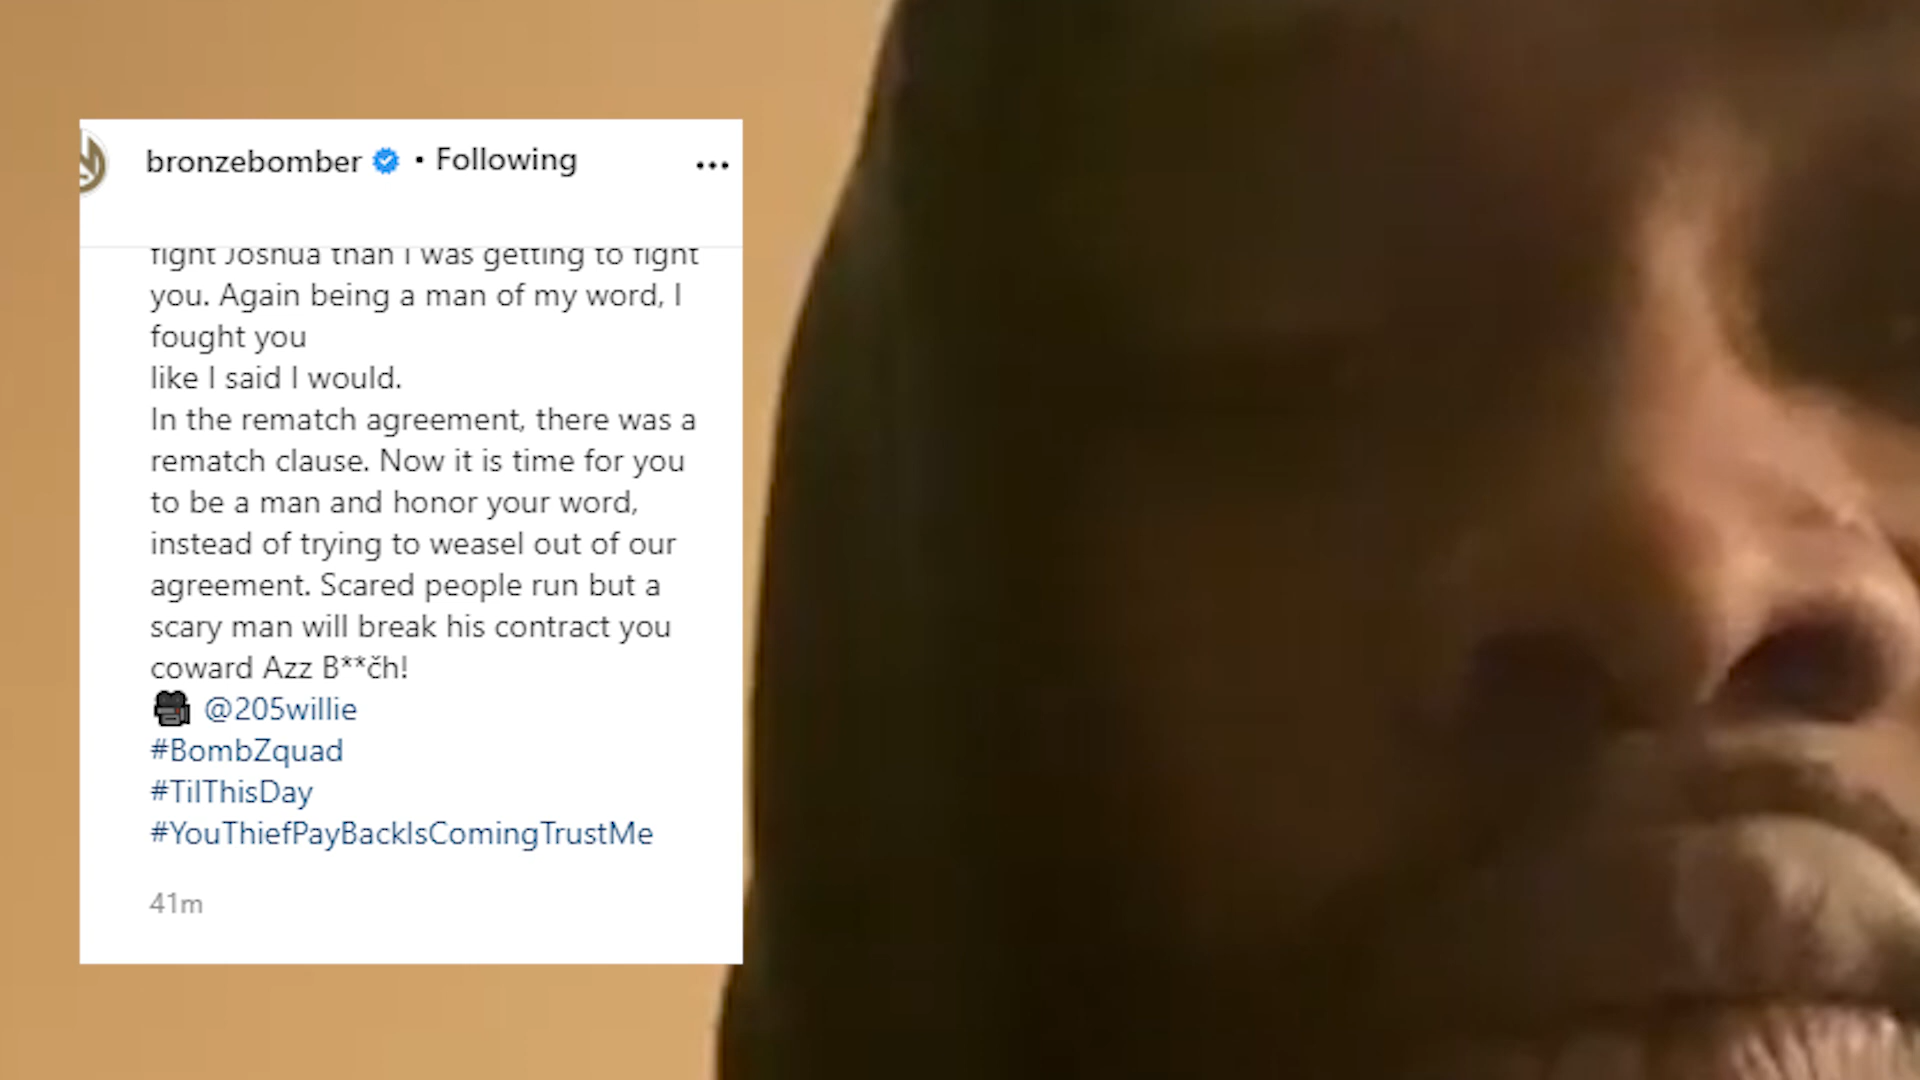 bronzebomber • Following
fight Joshua than I was getting to fight
you. Again being a man of my word, I
fought you
like I said I would.
In the rematch agreement, there was a
rematch clause. Now it is time for you
to be a man and honor your word,
instead of trying to weasel out of our
agreement. Scared people run but a
scary man will break his contract you
coward Azz B**čh!
@205willie
#BombZquad
#TilThisDay
#YouThiefPayBackIsComingTrustMe
41m